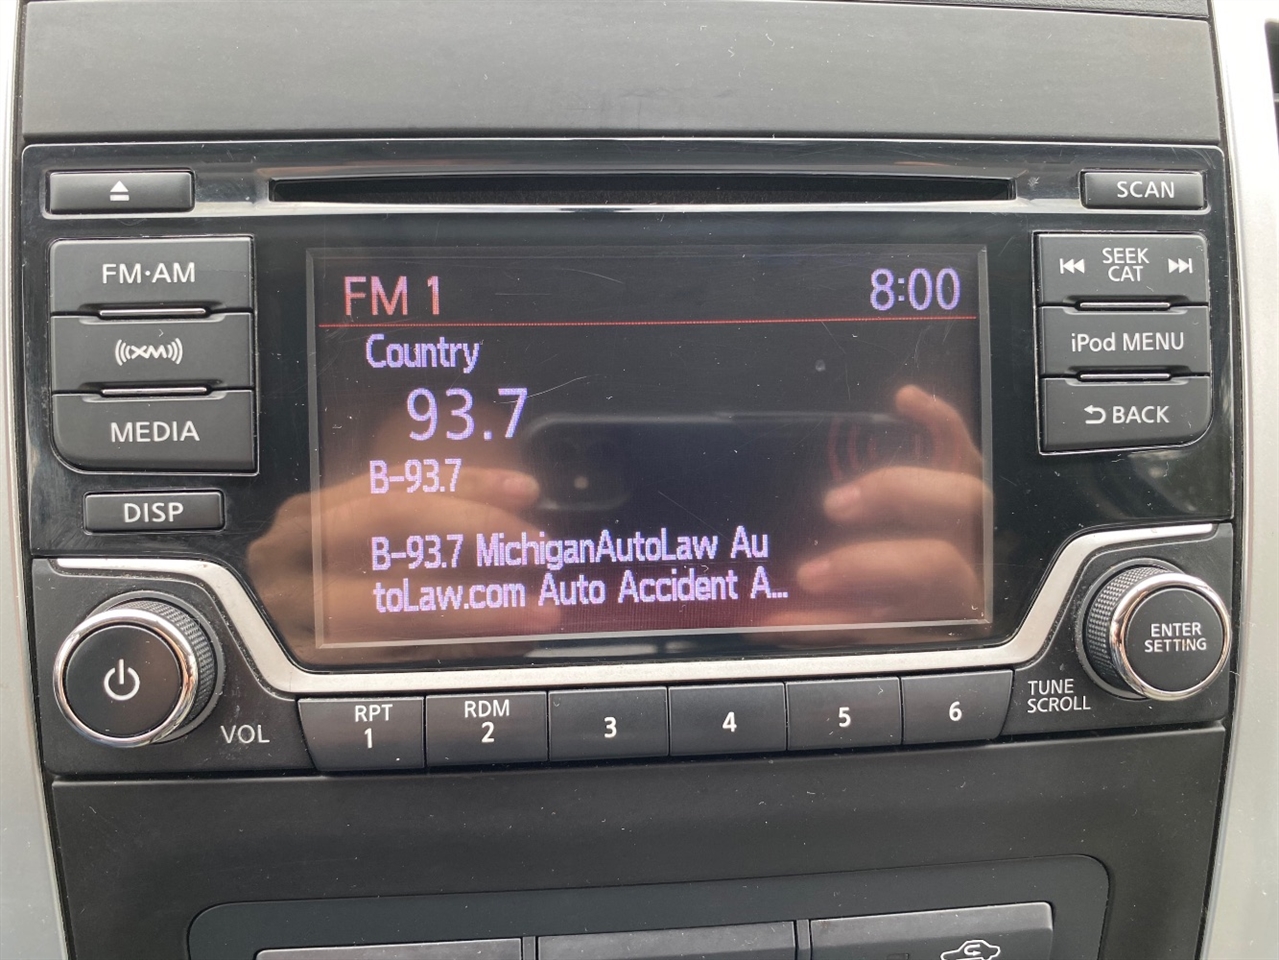 SCAN
FM·AM
SEEK
CAT
FM 1
8:00
Country
XM
iPod MENU
93.7
MEDIA
BACK
B-93.7
DISP
B-93.7 MichiganAutoLaw Au
toLaw.com Auto Accident A...
ENTER
SETTING
TUNE
SCROLL
VOL
RPT
1
RDM
2
3
4
5
6